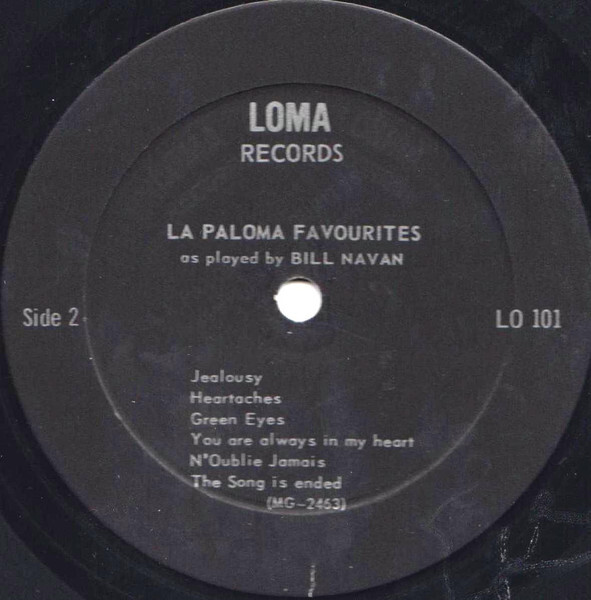 LOMA
RECORDS
LA PALOMA FAVOURITES
as played by BILL NAVAN
Side 2
LO 101
Jealousy
Heartaches
Green Eyes
You are always in my heart
N'Oublie Jamais
The Song is ended
(MG-2463)